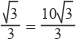 √3/3 = 10√3/3